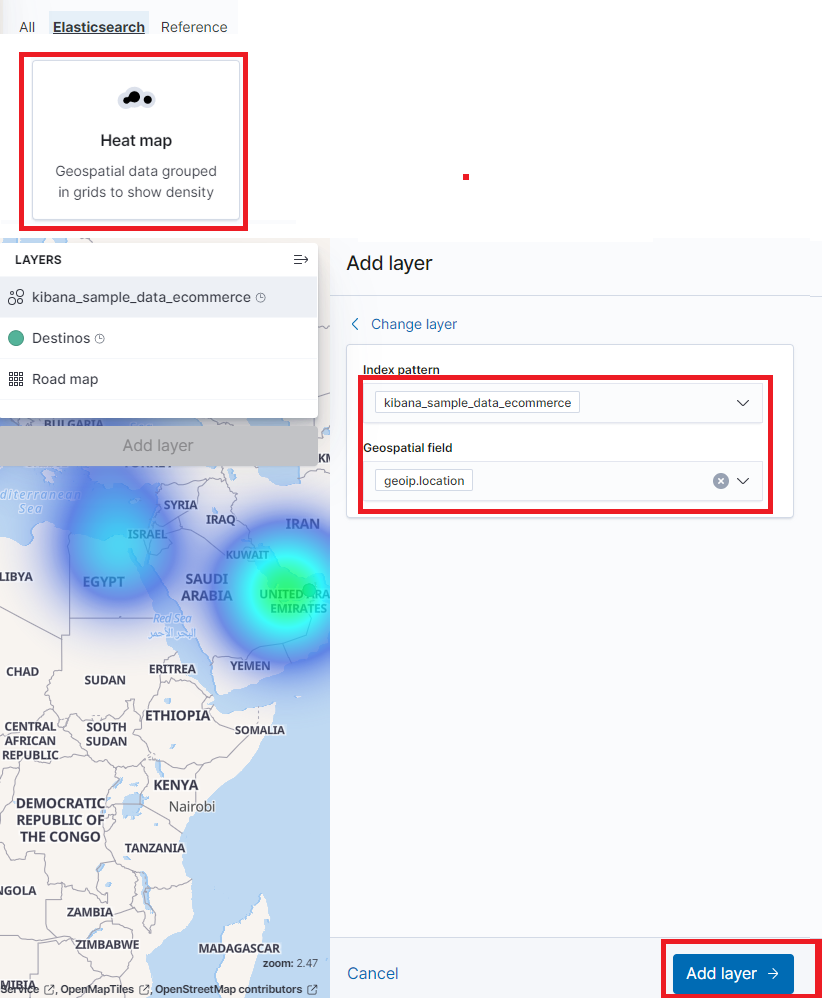 All Elasticsearch Reference
Heat map
Geospatial data grouped
in grids to show density
LAYERS
kibana_sample_data_ecommerce
Destinos
Road map
Add layer
BULGARIA
SYRIA
IRAQ
IRAN
ISRAEL
KUWAIT
LIBYA
EGYPT
SAUDI
ARABIA
UNITED ARA
EMIRATES
Red Sea
البحر الأحمر
YEMEN
CHAD
SUDAN
ERITREA
ETHIOPIA
CENTRAL
AFRICAN
REPUBLIC
SOUTH
SUDAN
SOMALIA
KENYA
Nairobi
DEMOCRATIC
REPUBLIC OF
THE CONGO
TANZANIA
NGOLA
ZAMBIA
ZIMBABWE
MADAGASCAR
zoom: 2.47
MIBIA
Service, OpenMapTiles, OpenStreetMap contributors
Add layer
Change layer
Index pattern
kibana_sample_data_ecommerce
Geospatial field
geoip.location
Cancel
Add layer